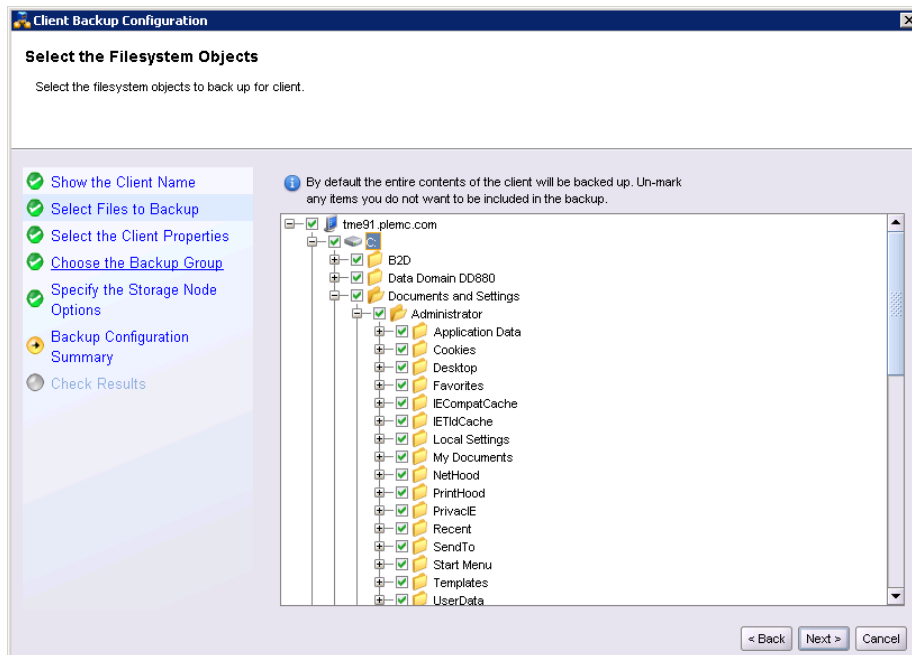 Client Backup Configuration
Select the Filesystem Objects
Select the filesystem objects to back up for client.
Show the Client Name
Select Files to Backup
Select the Client Properties
Choose the Backup Group
Specify the Storage Node
Options
Backup Configuration
Summary
Check Results
By default the entire contents of the client will be backed up. Un-mark
any items you do not want to be included in the backup.
tme91.plemc.com
C:
B2D
Data Domain DD880
Documents and Settings
Administrator
Application Data
Cookies
Desktop
Favorites
IECompatCache
IETldCache
Local Settings
My Documents
NetHood
PrintHood
PrivacIE
Recent
SendTo
Start Menu
Templates
UserData
< Back
Next >
Cancel